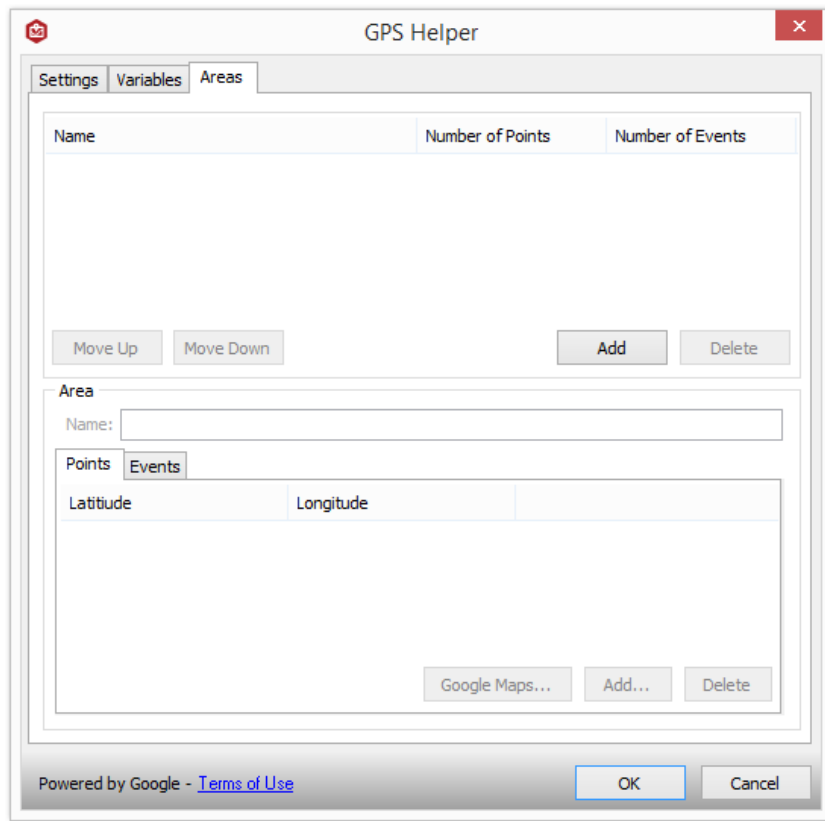 GPS Helper
Settings Variables Areas
Name Number of Points Number of Events
Move Up Move Down Add Delete
Area
Name:
Points Events
Latitiude Longitude
Google Maps... Add... Delete
Powered by Google - Terms of Use OK Cancel